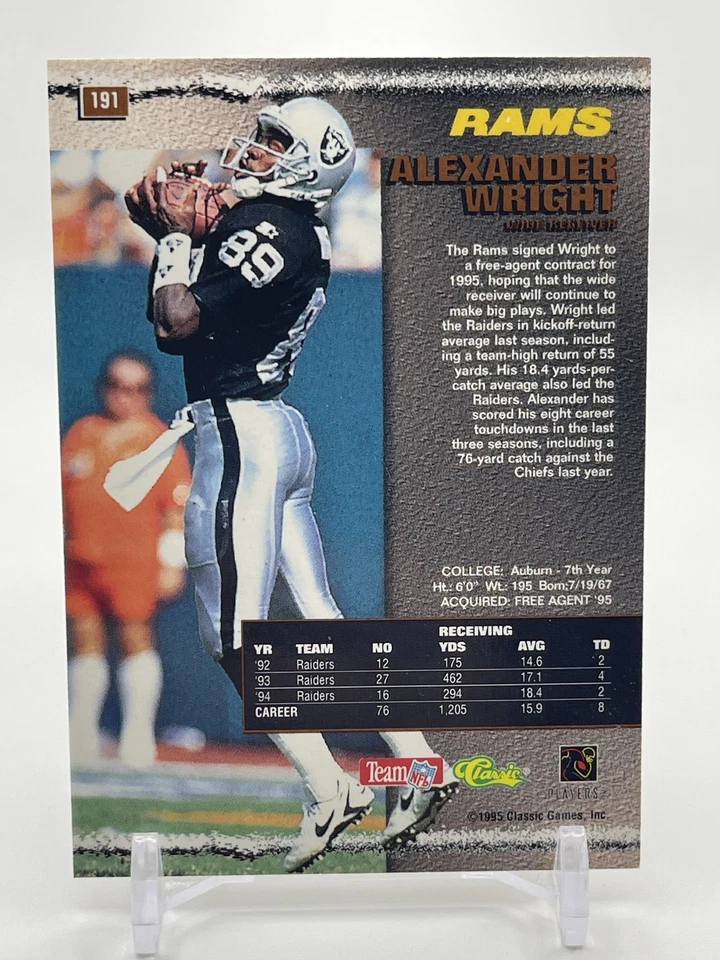 191
RAMS
ALEXANDER
WRIGHT
WIDE RECEIVER
The Rams signed Wright to
a free-agent contract for
1995, hoping that the wide
receiver will continue to
make big plays. Wright led
the Raiders in kickoff-return
average last season, includ-
ing a team-high return of 55
yards. His 18.4 yards-per-
catch average also led the
Raiders. Alexander has
scored his eight career
touchdowns in the last
three seasons, including a
76-yard catch against the
Chiefs last year.
89
COLLEGE: Auburn - 7th Year
Ht.: 6'0" Wt.: 195 Born:7/19/67
ACQUIRED: FREE AGENT '95
RECEIVING
YR TEAM NO YDS AVG TD
'92 Raiders 12 175 14.6 2
'93 Raiders 27 462 17.1 4
'94 Raiders 16 294 18.4 2
CAREER 76 1,205 15.9 8
Team NFL Classic PLAYERS
©1995 Classic Games, Inc